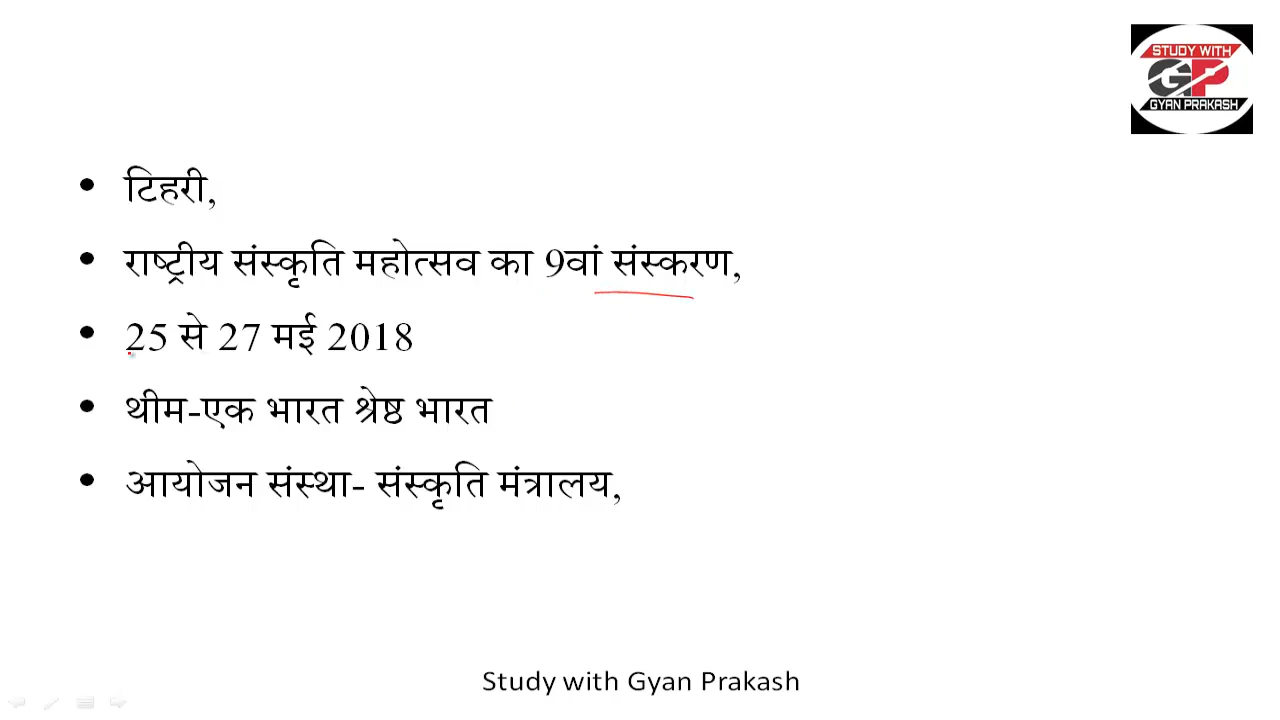 STUDY WITH
GP
GYAN PRAKASH
• टिहरी,
• राष्ट्रीय संस्कृति महोत्सव का 9वां संस्करण,
• 25 से 27 मई 2018
• थीम-एक भारत श्रेष्ठ भारत
• आयोजन संस्था- संस्कृति मंत्रालय,
Study with Gyan Prakash